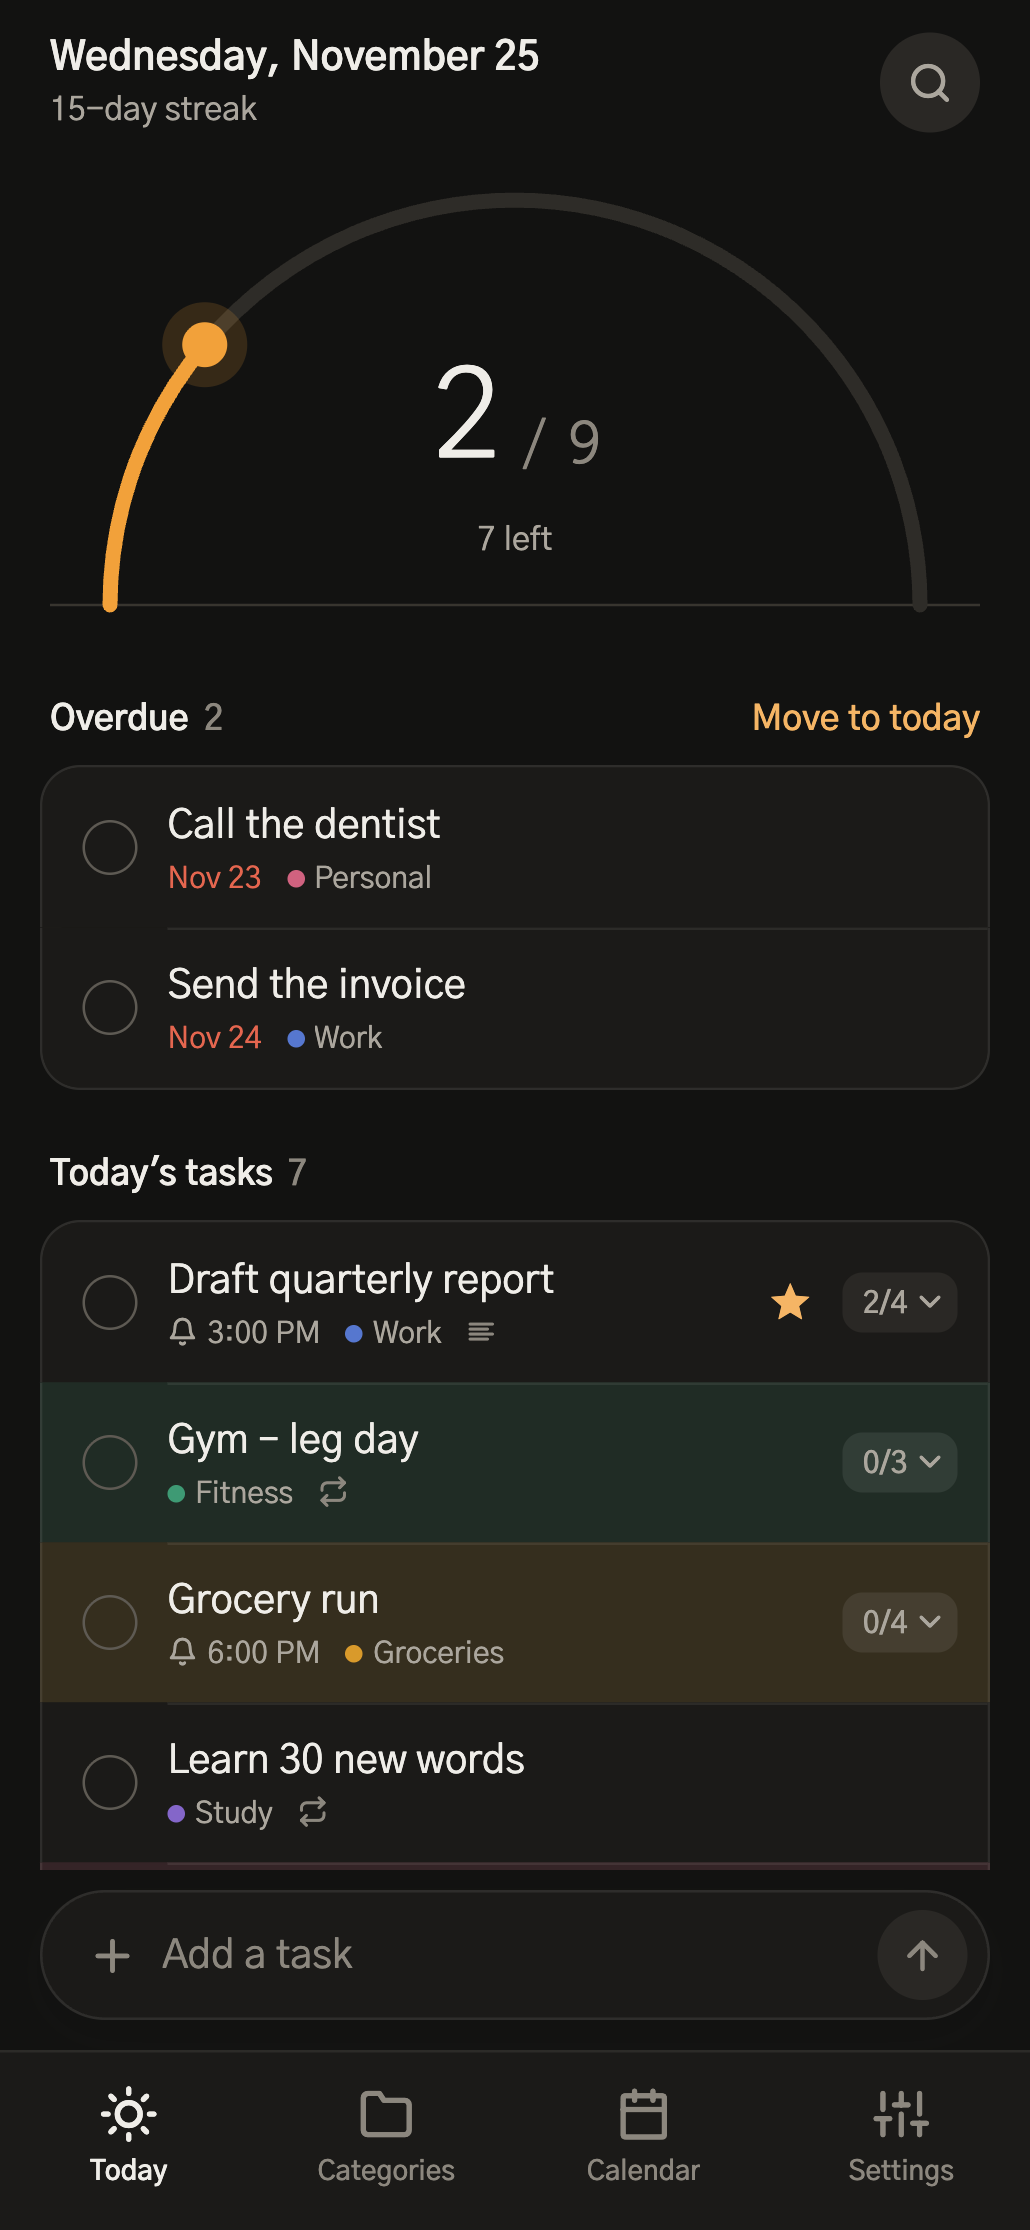 Wednesday, November 25
15-day streak
2 / 9
7 left
Overdue 2
Move to today
Call the dentist
Nov 23 Personal
Send the invoice
Nov 24 Work
Today's tasks 7
Draft quarterly report
3:00 PM Work
2/4
Gym – leg day
Fitness
0/3
Grocery run
6:00 PM Groceries
0/4
Learn 30 new words
Study
Add a task
Today Categories Calendar Settings